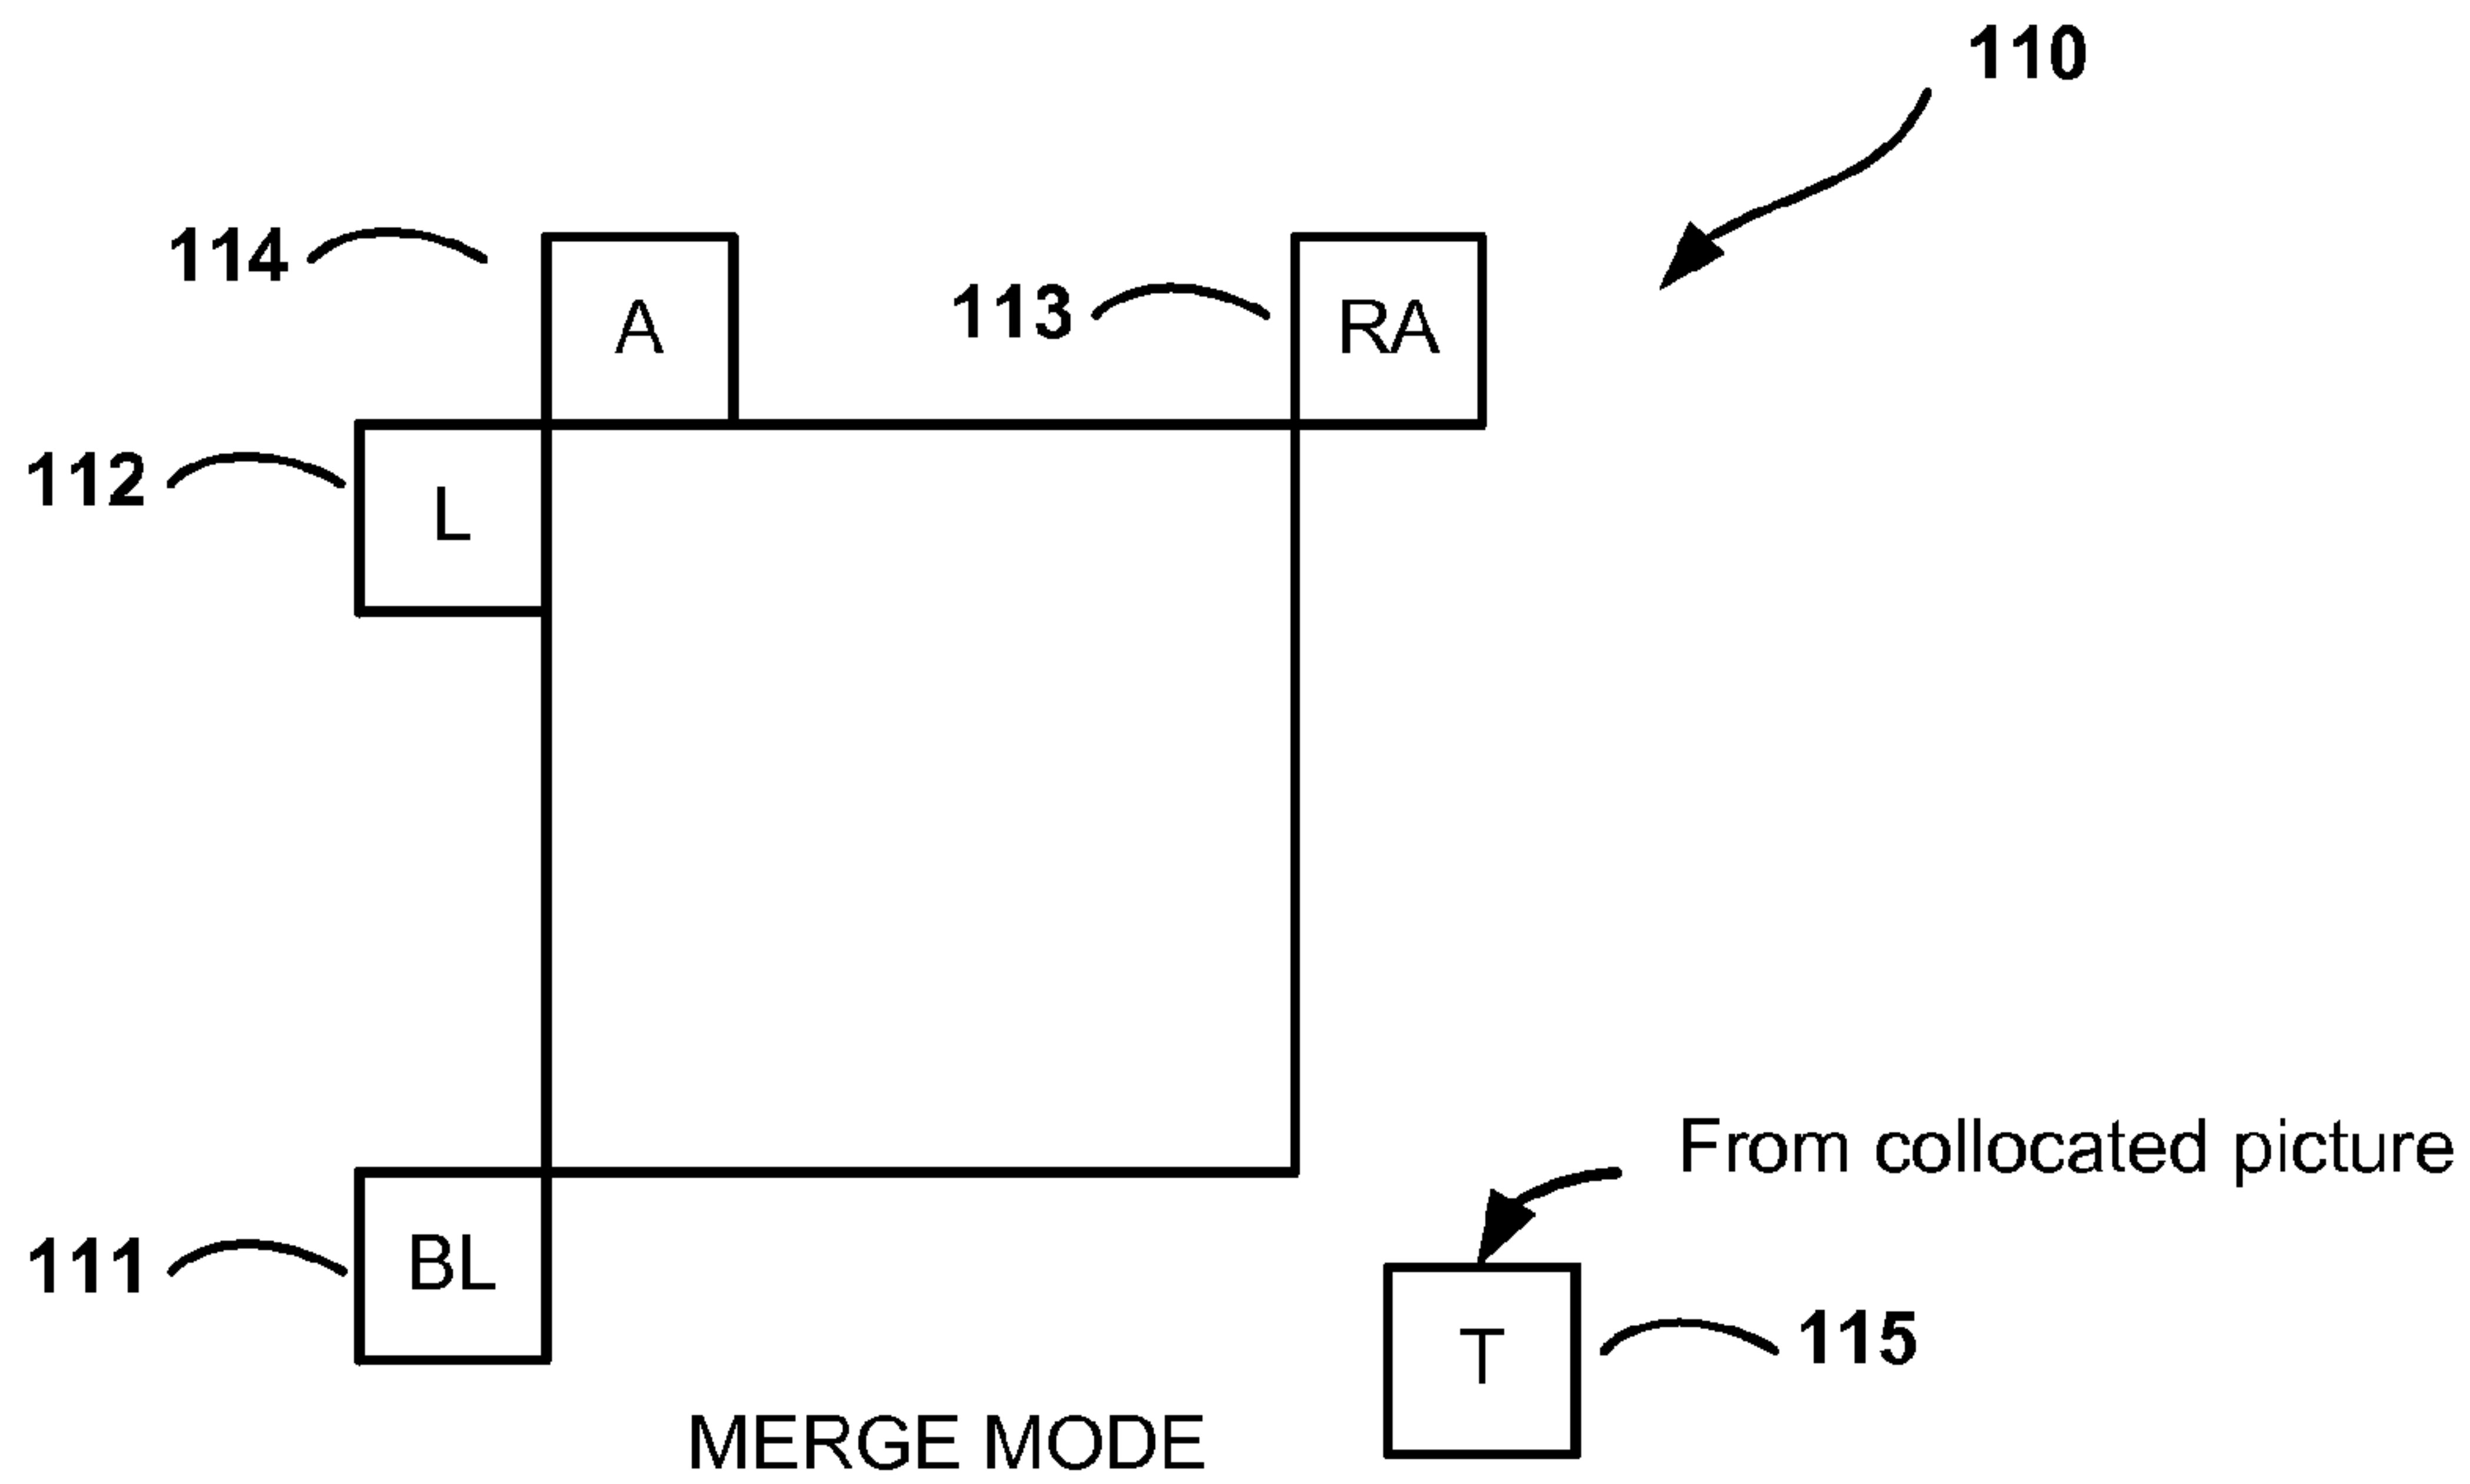 110
114
A
113
RA
112
L
From collocated picture
111
BL
T
115
MERGE MODE